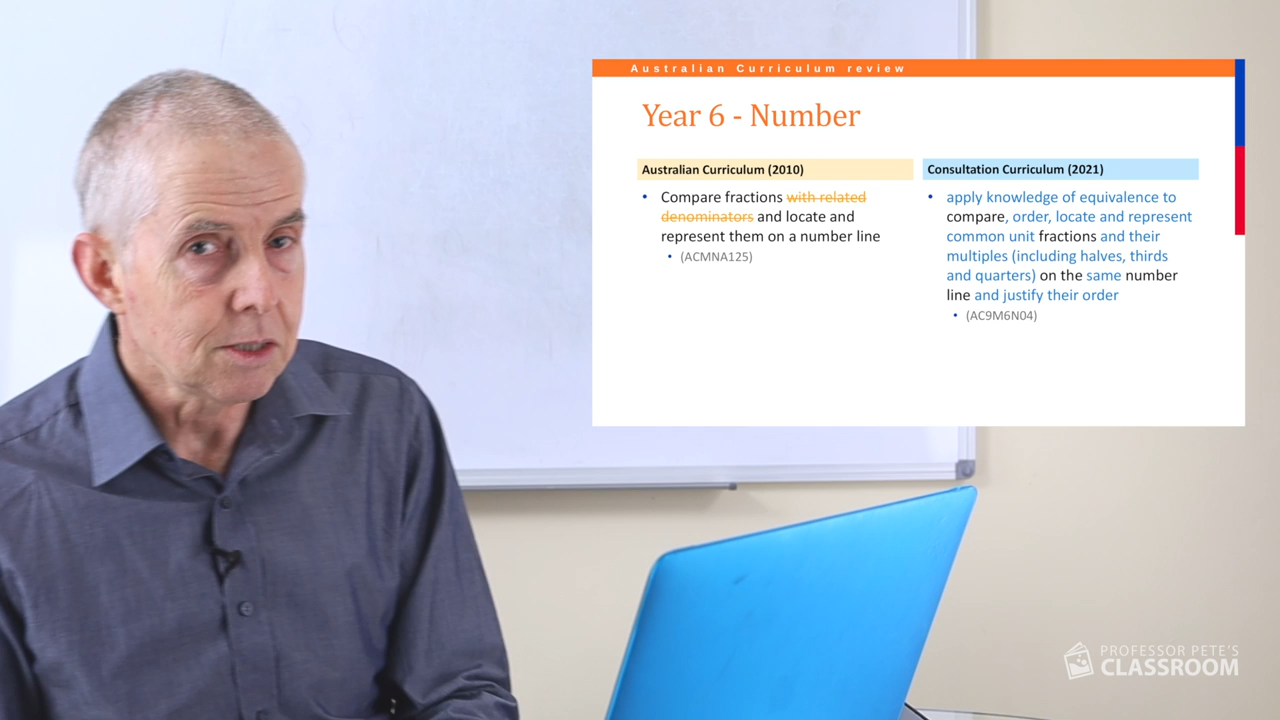 Australian Curriculum review
Year 6 - Number
Australian Curriculum (2010)
• Compare fractions with related
denominators and locate and
represent them on a number line
• (ACMNA125)
Consultation Curriculum (2021)
• apply knowledge of equivalence to
compare, order, locate and represent
common unit fractions and their
multiples (including halves, thirds
and quarters) on the same number
line and justify their order
• (AC9M6N04)
PROFESSOR PETE'S
CLASSROOM